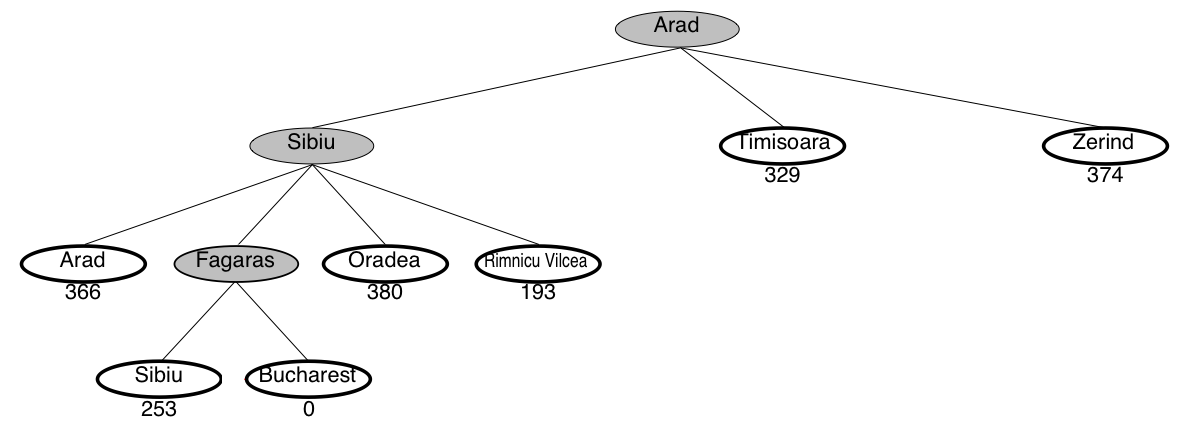 Arad
Sibiu
Timisoara
329
Zerind
374
Arad
366
Fagaras
Oradea
380
Rimnicu Vilcea
193
Sibiu
253
Bucharest
0